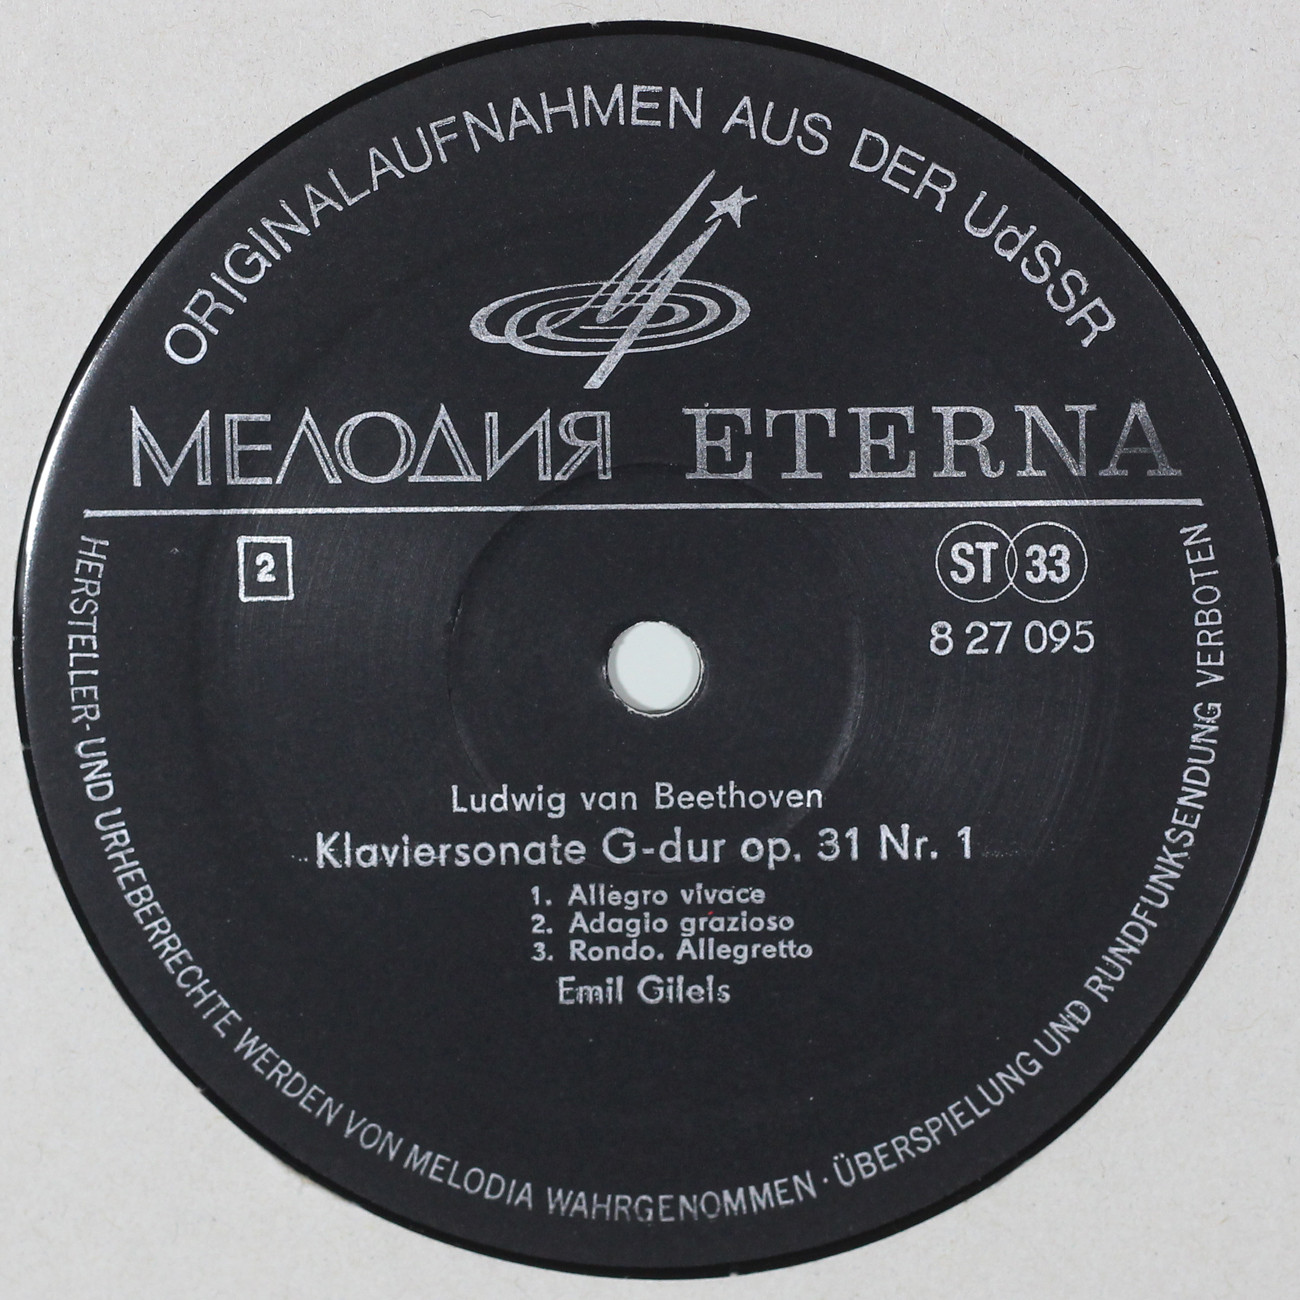 ORIGINALAUFNAHMEN AUS DER UdSSR
МЕЛОДИЯ ETERNA
2
ST 33
8 27 095
Ludwig van Beethoven
Klaviersonate G-dur op. 31 Nr. 1
1. Allegro vivace
2. Adagio grazioso
3. Rondo. Allegretto
Emil Gilels
HERSTELLER- UND URHEBERRECHTE WERDEN VON MELODIA WAHRGENOMMEN · ÜBERSPIELUNG UND RUNDFUNKSENDUNG VERBOTEN